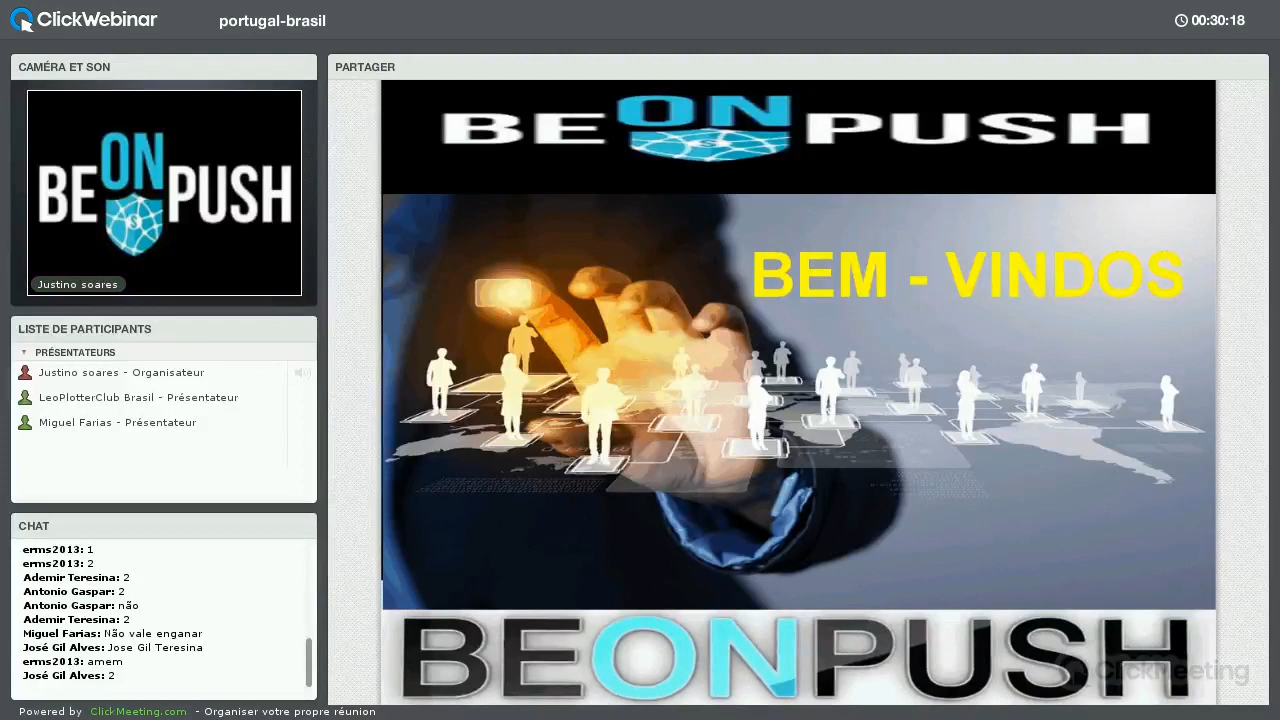 ClickWebinar
portugal-brasil
00:30:18
CAMÉRA ET SON
BE ON PUSH
Justino soares
LISTE DE PARTICIPANTS
PRÉSENTATEURS
Justino soares - Organisateur
LeoPlotterClub Brasil - Présentateur
Miguel Farias - Présentateur
CHAT
erms2013: 1
erms2013: 2
Ademir Teresina: 2
Antonio Gaspar: 2
Antonio Gaspar: não
Ademir Teresina: 2
Miguel Farias: Não vale enganar
José Gil Alves: Jose Gil Teresina
erms2013: amem
José Gil Alves: 2
PARTAGER
BEONPUSH
BEM - VINDOS
BEONPUSH
ClickMeeting
Powered by ClickMeeting.com - Organiser votre propre réunion